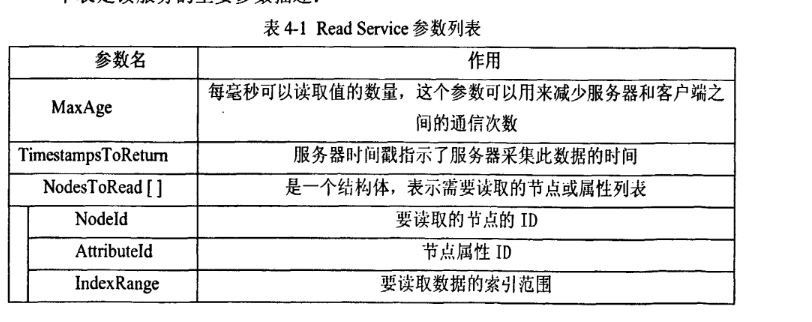 表 4-1 Read Service 参数列表
参数名 作用
MaxAge 每毫秒可以读取值的数量，这个参数可以用来减少服务器和客户端之
间的通信次数
TimestampsToReturn 服务器时间戳指示了服务器采集此数据的时间
NodesToRead [ ] 是一个结构体，表示需要读取的节点或属性列表
NodeId 要读取的节点的 ID
AttributeId 节点属性 ID
IndexRange 要读取数据的索引范围